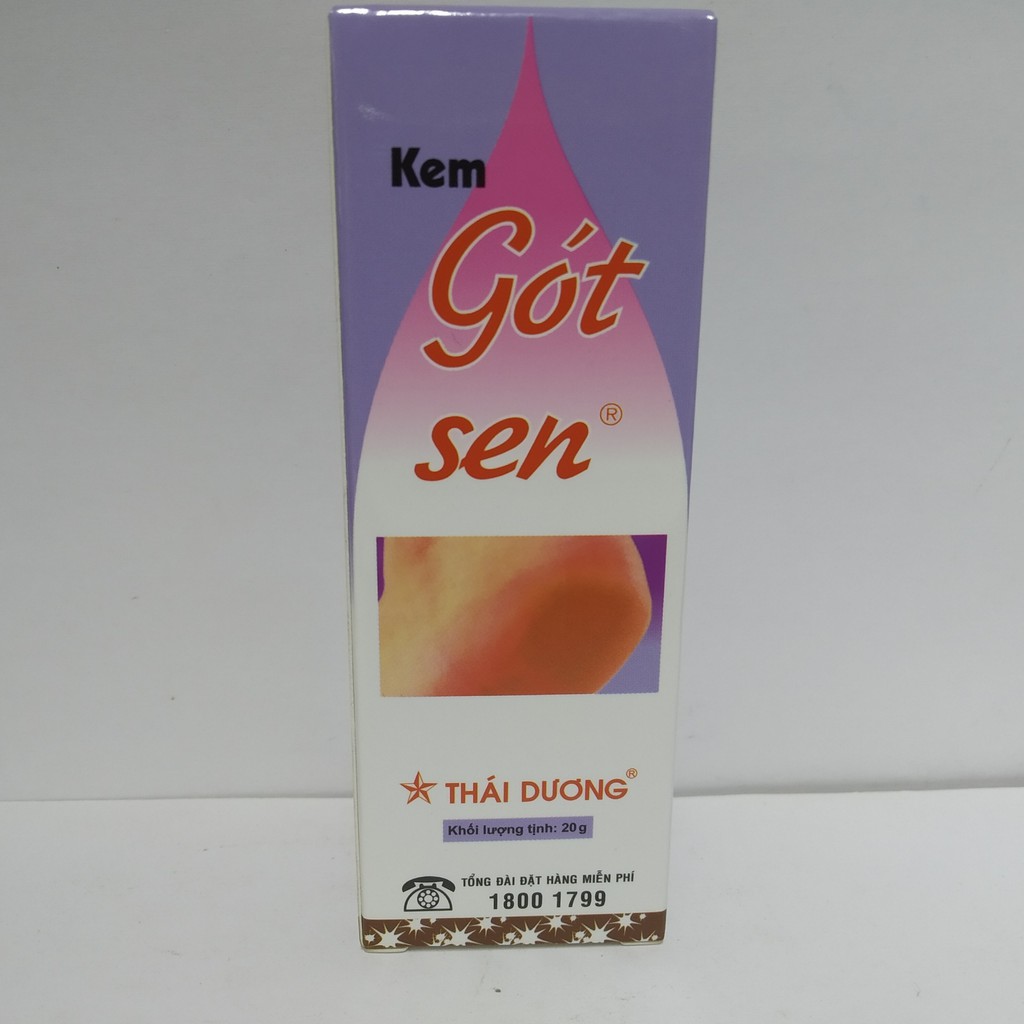 Kem
Gót
sen®
THÁI DƯƠNG®
Khối lượng tịnh: 20g
TỔNG ĐÀI ĐẶT HÀNG MIỄN PHÍ
1800 1799